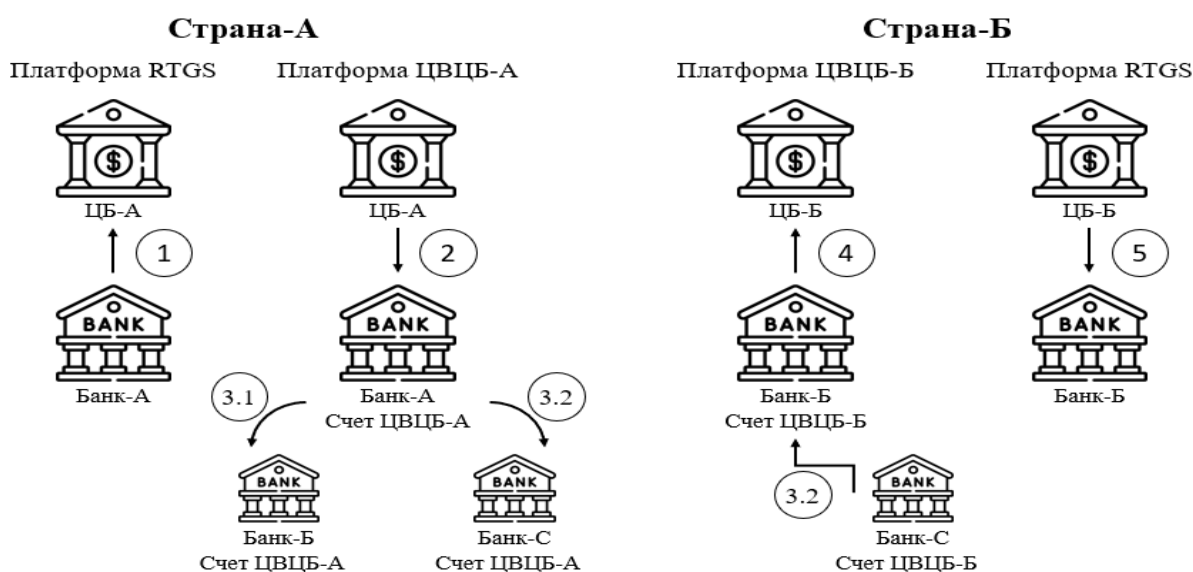 Страна-А
Страна-Б
Платформа RTGS
Платформа ЦВЦБ-А
Платформа ЦВЦБ-Б
Платформа RTGS
$
$
$
$
ЦБ-А
ЦБ-А
ЦБ-Б
ЦБ-Б
1
2
4
5
BANK
BANK
BANK
BANK
Банк-А
Банк-А
Счет ЦВЦБ-А
Банк-Б
Счет ЦВЦБ-Б
Банк-Б
3.1
3.2
BANK
Банк-Б
Счет ЦВЦБ-А
BANK
Банк-С
Счет ЦВЦБ-А
3.2
BANK
Банк-С
Счет ЦВЦБ-Б